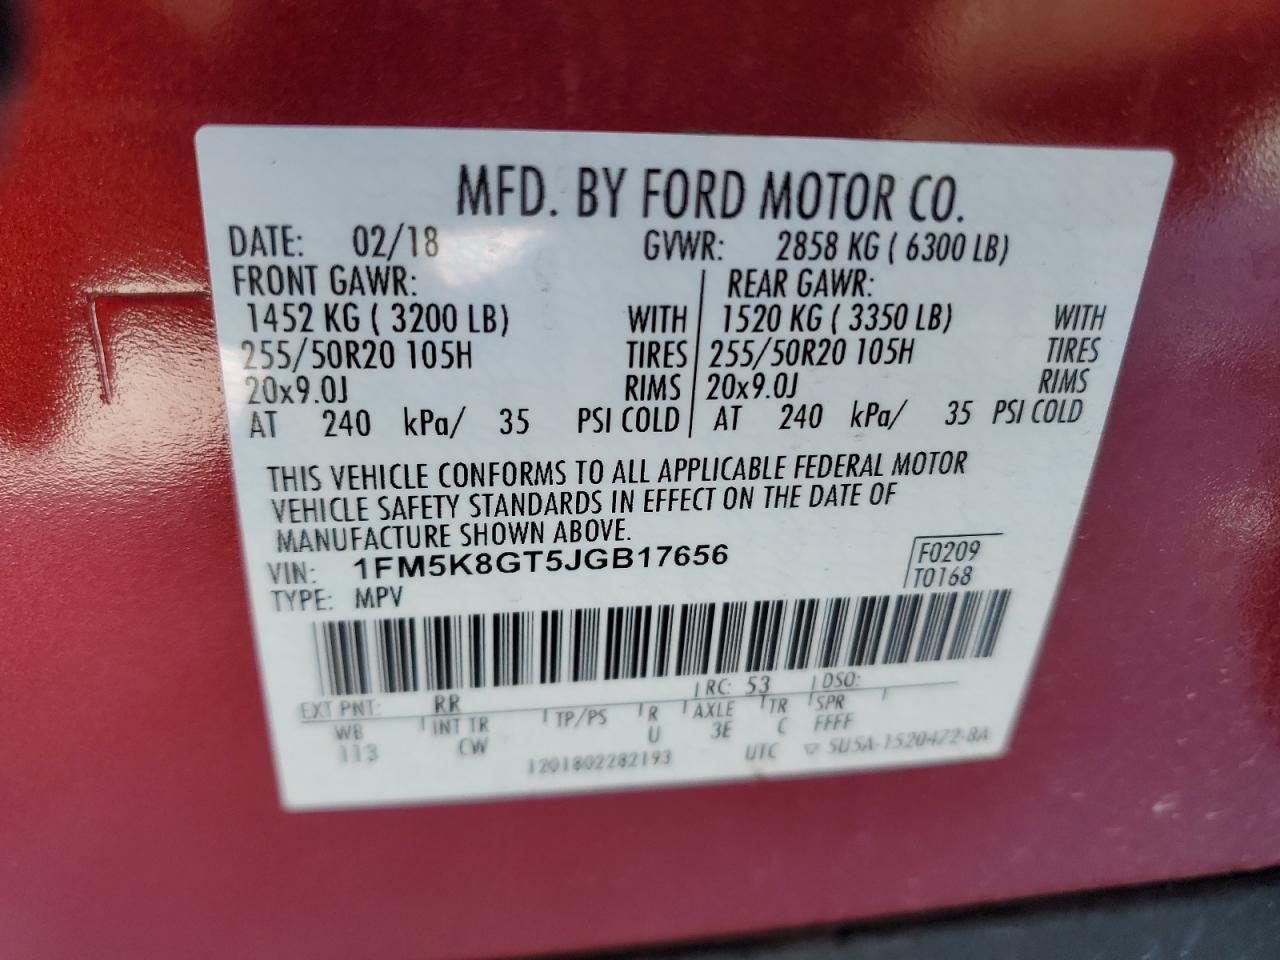 MFD. BY FORD MOTOR CO.
DATE: 02/18 GVWR: 2858 KG ( 6300 LB)
FRONT GAWR: REAR GAWR:
1452 KG ( 3200 LB) WITH 1520 KG ( 3350 LB) WITH
255/50R20 105H TIRES 255/50R20 105H TIRES
20x9.0J RIMS 20x9.0J RIMS
AT 240 kPa/ 35 PSI COLD AT 240 kPa/ 35 PSI COLD
THIS VEHICLE CONFORMS TO ALL APPLICABLE FEDERAL MOTOR
VEHICLE SAFETY STANDARDS IN EFFECT ON THE DATE OF
MANUFACTURE SHOWN ABOVE.
VIN: 1FM5K8GT5JGB17656 F0209
TYPE: MPV T0168
EXT PNT: RR RC: 53 DSO:
WB INT TR TP/PS R AXLE TR SPR
113 CW U 3E C FFFF
1201802282193 UTC ▽ 5U5A-1520472-BA